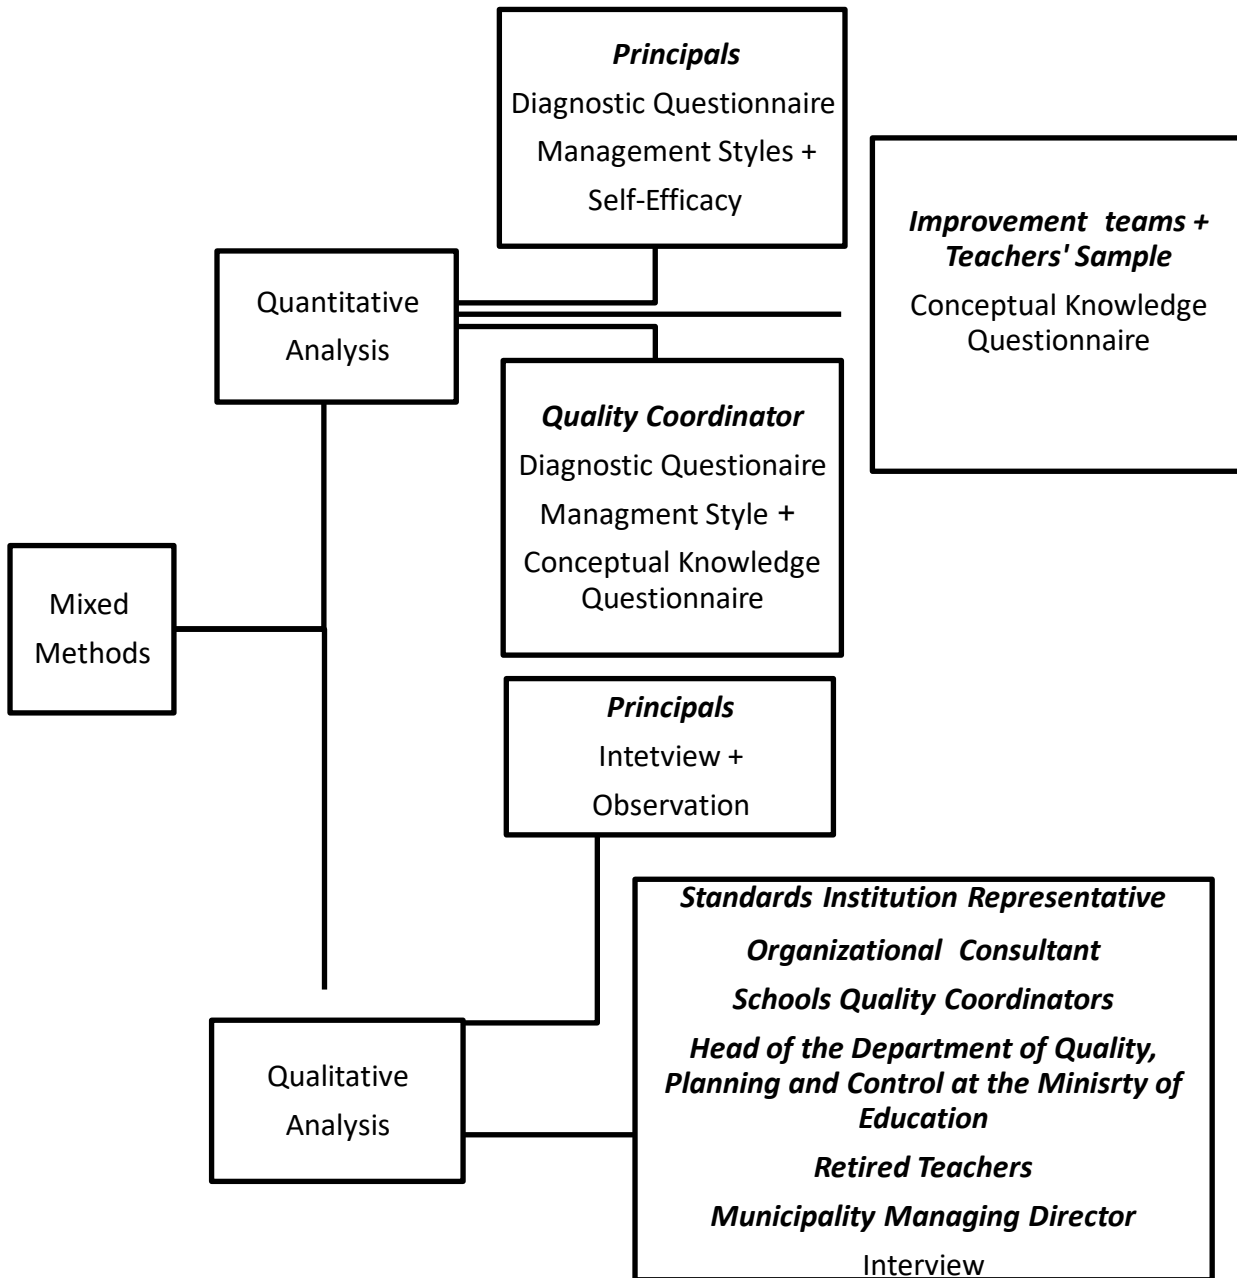 Principals
Diagnostic Questionnaire
Management Styles +
Self-Efficacy
Improvement teams +
Teachers' Sample
Conceptual Knowledge
Questionnaire
Quantitative
Analysis
Quality Coordinator
Diagnostic Questionaire
Managment Style +
Conceptual Knowledge
Questionnaire
Mixed
Methods
Principals
Intetview +
Observation
Qualitative
Analysis
Standards Institution Representative
Organizational Consultant
Schools Quality Coordinators
Head of the Department of Quality,
Planning and Control at the Minisrty of
Education
Retired Teachers
Municipality Managing Director
Interview